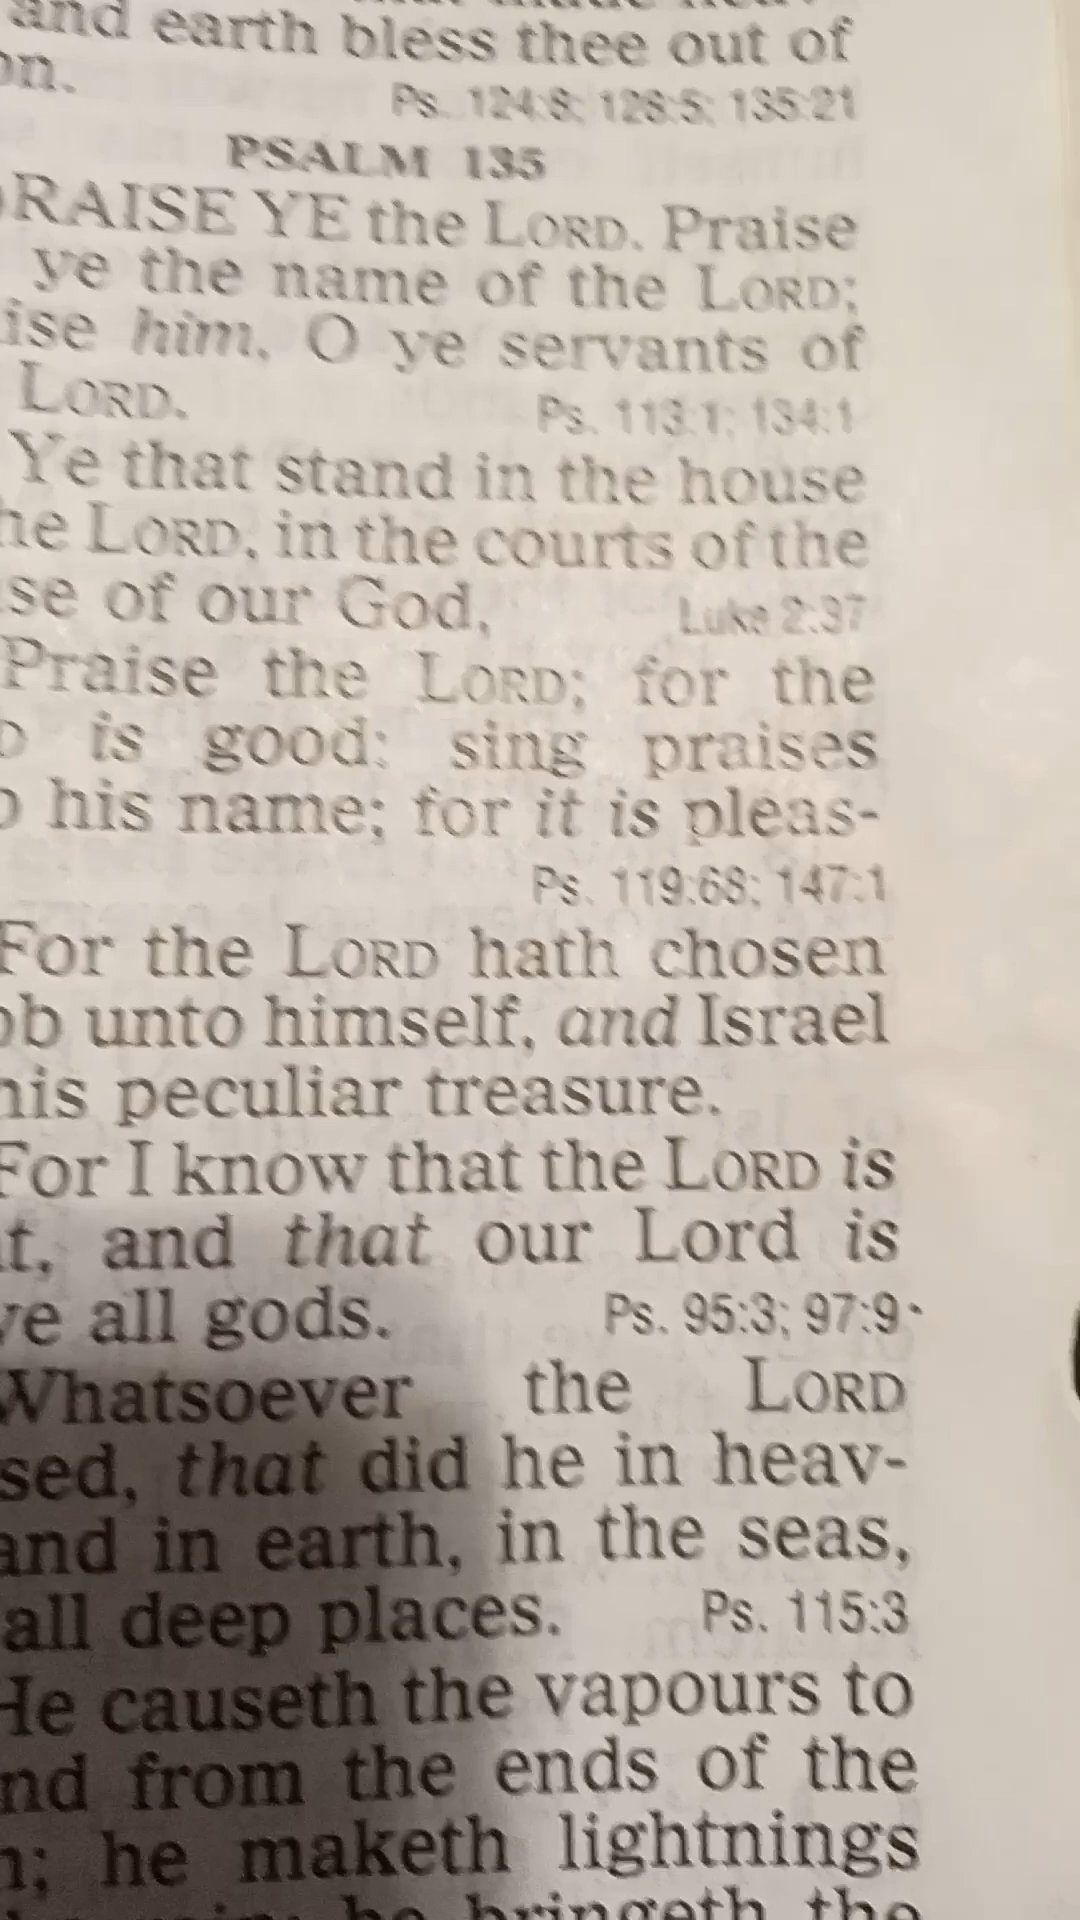 and earth bless thee out of
on.
Ps. 124:8; 128:5; 135:21
PSALM 135
RAISE YE the LORD. Praise
ye the name of the LORD;
ise him, O ye servants of
LORD.
Ps. 113:1; 134:1
Ye that stand in the house
he LORD, in the courts of the
se of our God,
Luke 2:37
Praise the LORD; for the
D is good: sing praises
o his name; for it is pleas-
Ps. 119:68; 147:1
For the LORD hath chosen
ob unto himself, and Israel
his peculiar treasure.
For I know that the LORD is
t, and that our Lord is
ve all gods.
Ps. 95:3; 97:9
Whatsoever the LORD
sed, that did he in heav-
and in earth, in the seas,
all deep places.
Ps. 115:3
He causeth the vapours to
nd from the ends of the
h; he maketh lightnings
he bringeth the